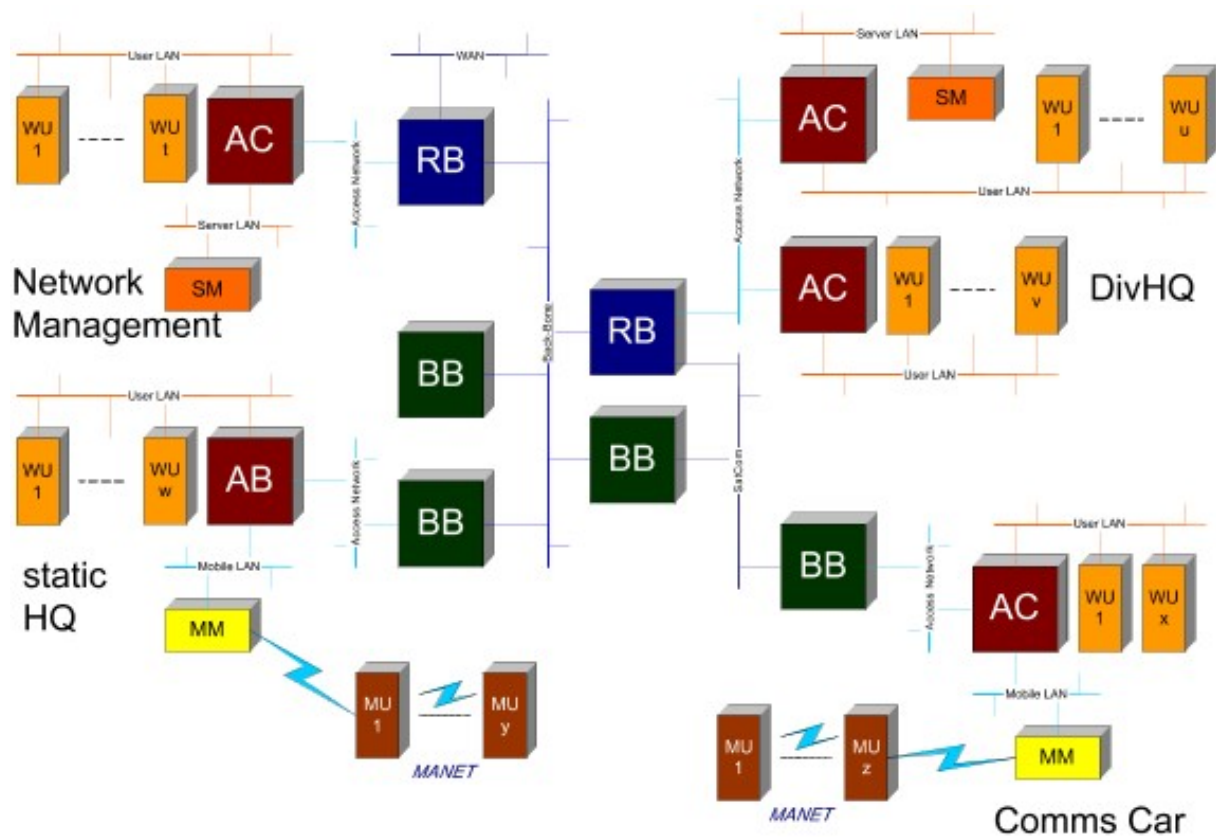 User LAN
WU
1
WU
t
AC
Server LAN
SM
Network
Management
Access Network
WAN
RB
Back-Bone
BB
BB
User LAN
WU
1
WU
w
AB
Access Network
Mobile LAN
static
HQ
MM
MU
1
MU
y
MANET
Server LAN
AC
SM
WU
1
WU
u
User LAN
Access Network
AC
WU
1
WU
v
DivHQ
User LAN
RB
BB
SatCom
BB
Access Network
User LAN
AC
WU
1
WU
x
Mobile LAN
MM
MU
1
MU
z
MANET
Comms Car